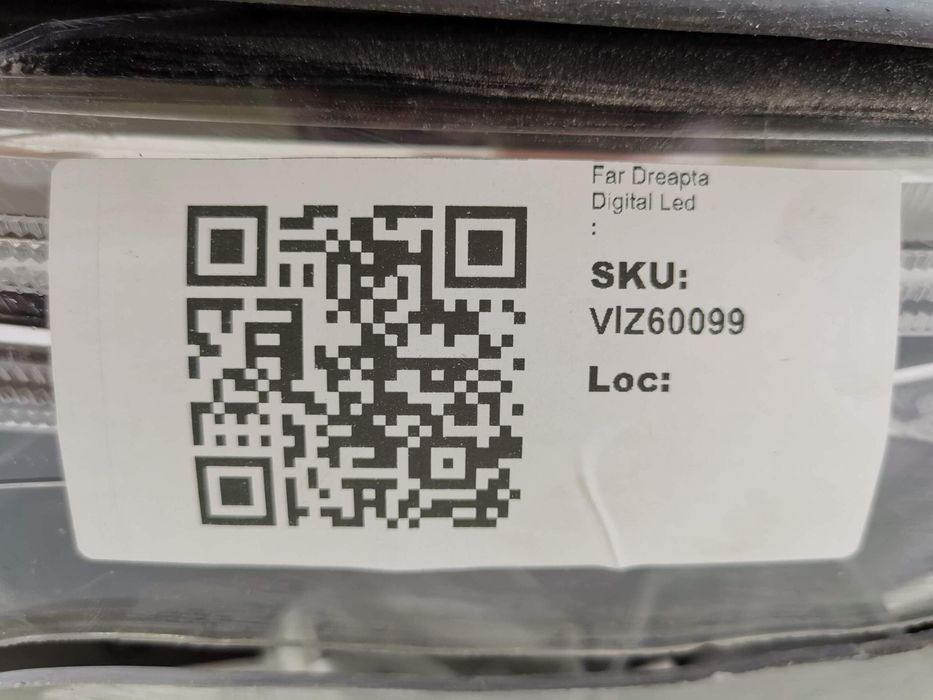 Far Dreapta
Digital Led
:
SKU:
VIZ60099
Loc: